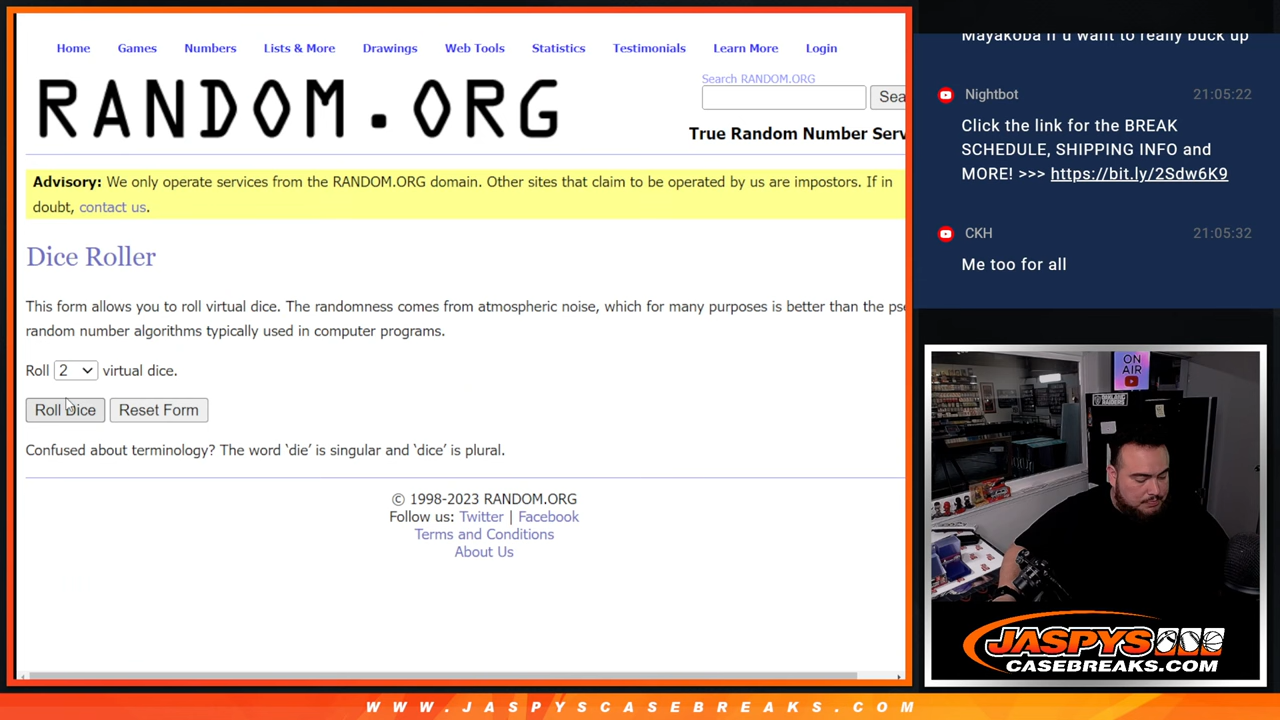 Home Games Numbers Lists & More Drawings Web Tools Statistics Testimonials Learn More Login
RANDOM.ORG
Search RANDOM.ORG
Sea
True Random Number Serv
Advisory: We only operate services from the RANDOM.ORG domain. Other sites that claim to be operated by us are impostors. If in
doubt, contact us.
Dice Roller
This form allows you to roll virtual dice. The randomness comes from atmospheric noise, which for many purposes is better than the pse
random number algorithms typically used in computer programs.
Roll 2 virtual dice.
Roll Dice Reset Form
Confused about terminology? The word ‘die’ is singular and ‘dice’ is plural.
© 1998-2023 RANDOM.ORG
Follow us: Twitter | Facebook
Terms and Conditions
About Us
Mayakoba if u want to really buck up
Nightbot 21:05:22
Click the link for the BREAK
SCHEDULE, SHIPPING INFO and
MORE! >>> https://bit.ly/2Sdw6K9
CKH 21:05:32
Me too for all
ON
AIR
JASPYS
CASEBREAKS.COM
WWW.JASPYSCASEBREAKS.COM